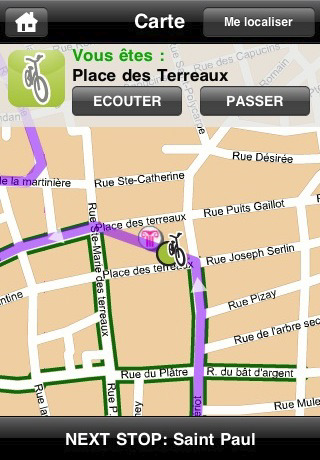 Carte
Me localiser
Vous êtes :
Place des Terreaux
ECOUTER
PASSER
Rue des Capucins
Rue Désirée
de la martinière
Rue Ste-Catherine
Place des terreaux
Rue Puits Gaillot
Rue Ste-Marie des terreaux
Place des terreaux
Rue Joseph Serlin
Rue Pizay
Rue de l'arbre sec
Rue du Plâtre
R. du bât d'argent
Rue Mule
NEXT STOP: Saint Paul